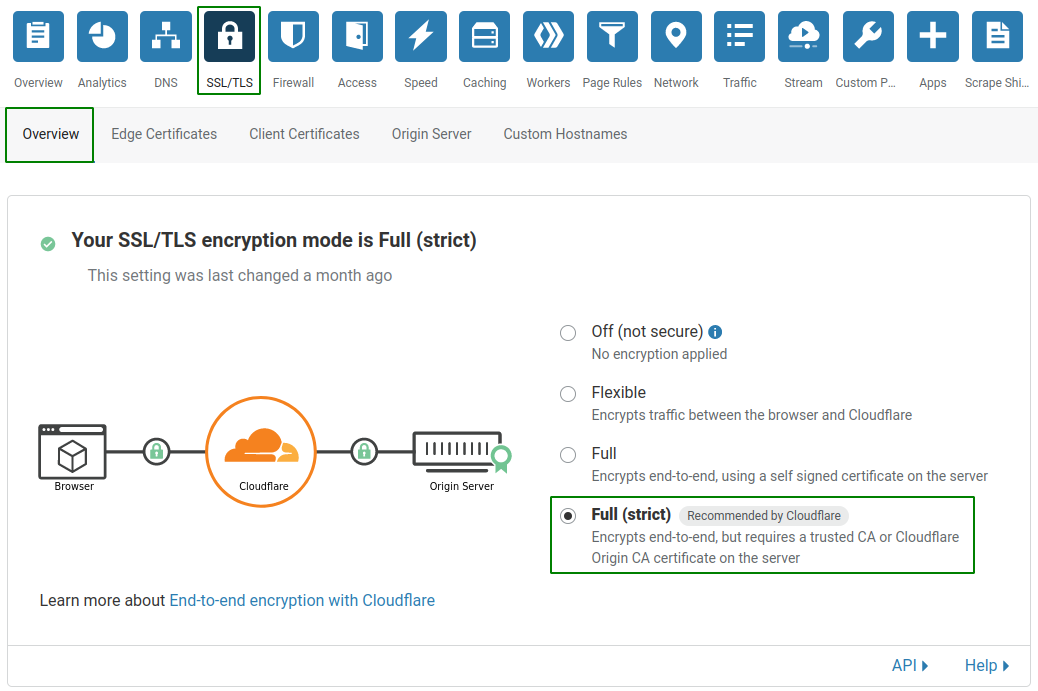 Overview Analytics DNS SSL/TLS Firewall Access Speed Caching Workers Page Rules Network Traffic Stream Custom P... Apps Scrape Shi...
Overview Edge Certificates Client Certificates Origin Server Custom Hostnames
Your SSL/TLS encryption mode is Full (strict)
This setting was last changed a month ago
Off (not secure)
No encryption applied
Flexible
Encrypts traffic between the browser and Cloudflare
Full
Encrypts end-to-end, using a self signed certificate on the server
Full (strict) Recommended by Cloudflare
Encrypts end-to-end, but requires a trusted CA or Cloudflare
Origin CA certificate on the server
Browser Cloudflare Origin Server
Learn more about End-to-end encryption with Cloudflare
API Help